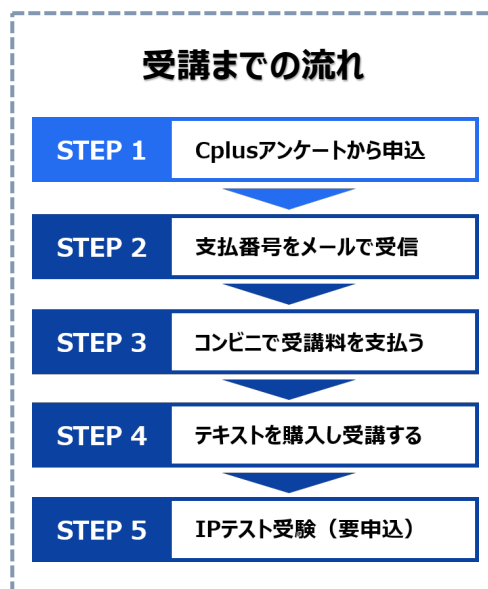 受講までの流れ
STEP 1 Cplusアンケートから申込
STEP 2 支払番号をメールで受信
STEP 3 コンビニで受講料を支払う
STEP 4 テキストを購入し受講する
STEP 5 IPテスト受験（要申込）